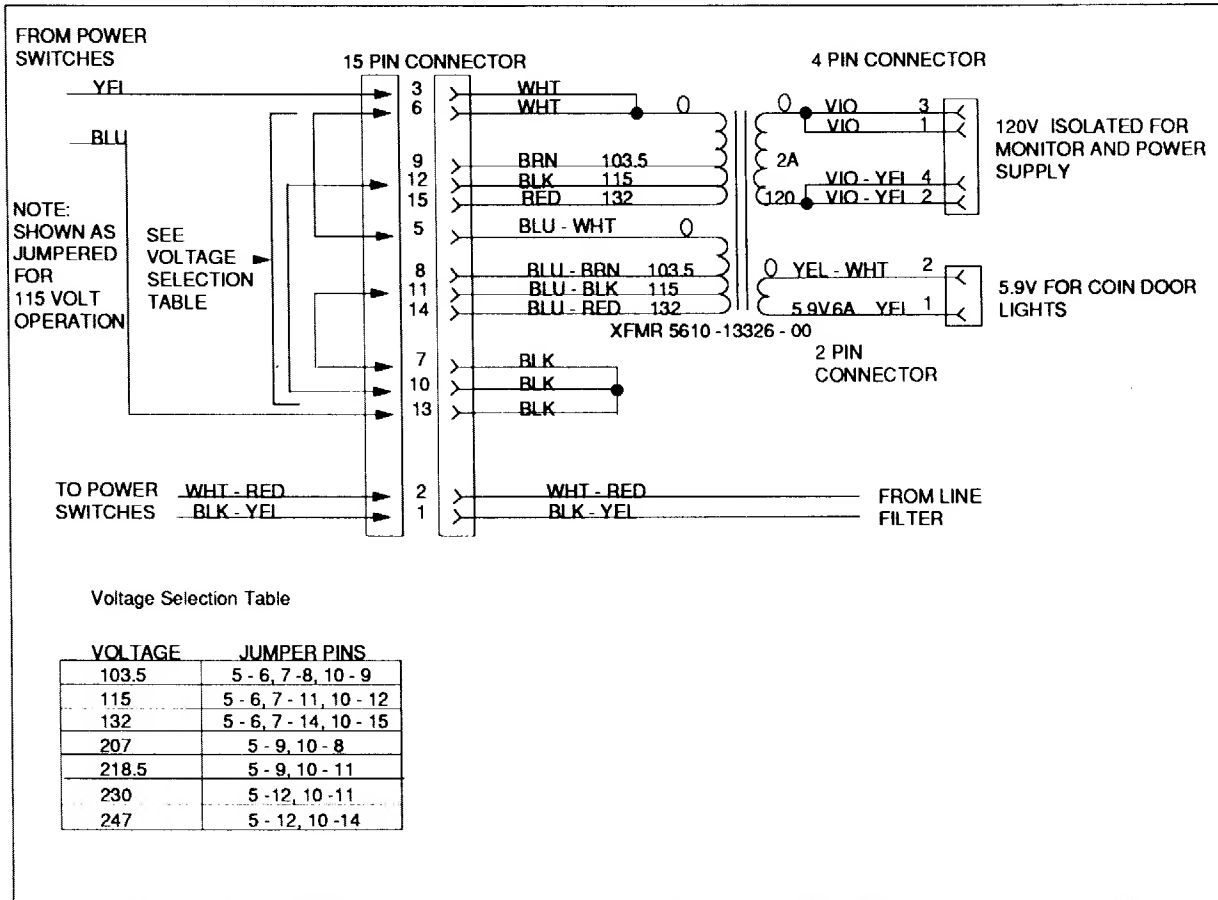 FROM POWER
SWITCHES
YEL
BLU
NOTE:
SHOWN AS
JUMPERED
FOR
115 VOLT
OPERATION
SEE
VOLTAGE
SELECTION
TABLE
15 PIN CONNECTOR
3 WHT
6 WHT 0
9 BRN 103.5
12 BLK 115
15 RED 132
5 BLU - WHT 0
8 BLU - BRN 103.5
11 BLU - BLK 115
14 BLU - RED 132
XFMR 5610 -13326 - 00
7 BLK
10 BLK
13 BLK
4 PIN CONNECTOR
0 VIO 3
VIO 1
2A
VIO - YEL 4
120 VIO - YEL 2
120V ISOLATED FOR
MONITOR AND POWER
SUPPLY
0 YEL - WHT 2
5.9V6A YEL 1
5.9V FOR COIN DOOR
LIGHTS
2 PIN
CONNECTOR
TO POWER
SWITCHES
WHT - RED 2 WHT - RED
BLK - YEL 1 BLK - YEL
FROM LINE
FILTER
Voltage Selection Table
VOLTAGE JUMPER PINS
103.5 5 - 6, 7 -8, 10 - 9
115 5 - 6, 7 - 11, 10 - 12
132 5 - 6, 7 - 14, 10 - 15
207 5 - 9, 10 - 8
218.5 5 - 9, 10 - 11
230 5 -12, 10 -11
247 5 - 12, 10 -14